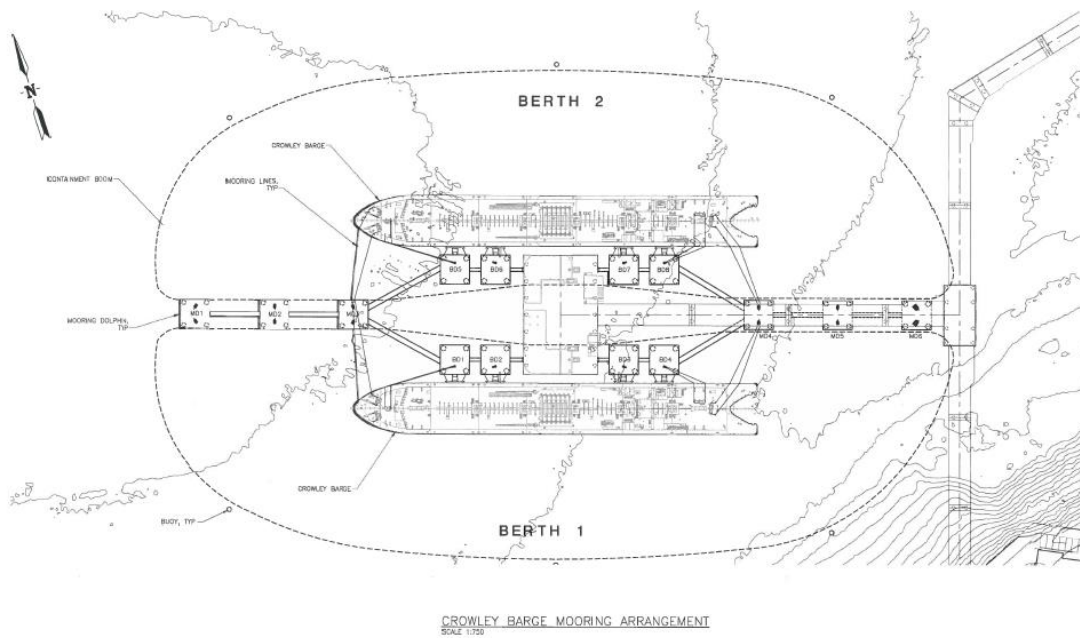 N
BERTH 2
CROWLEY BARGE
CONTAINMENT BOOM
MOORING LINES,
TYP
BD5
BD6
BD7
BD8
MD1
MD2
MD3
MOORING DOLPHIN,
TYP
MD4
MD5
MD6
BD1
BD2
BD3
BD4
CROWLEY BARGE
BUOY, TYP
BERTH 1
CROWLEY BARGE MOORING ARRANGEMENT
SCALE 1:750